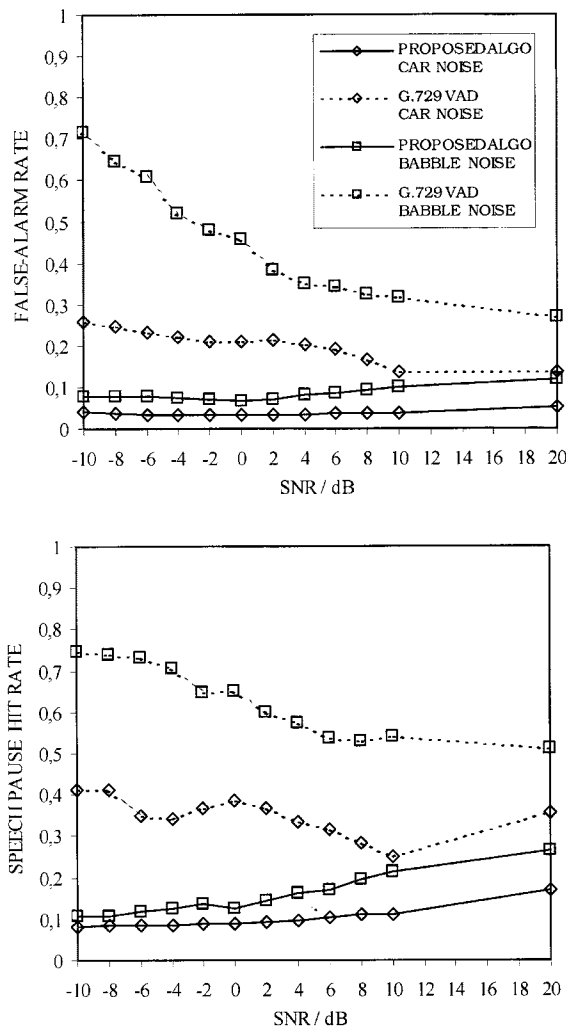 1
0,9
0,8
0,7
0,6
0,5
0,4
0,3
0,2
0,1
0
FALSE-ALARM RATE
PROPOSEDALGO
CAR NOISE
G.729 VAD
CAR NOISE
PROPOSEDALGO
BABBLE NOISE
G.729 VAD
BABBLE NOISE
-10 -8 -6 -4 -2 0 2 4 6 8 10 12 14 16 18 20
SNR / dB
1
0,9
0,8
0,7
0,6
0,5
0,4
0,3
0,2
0,1
0
SPEECH PAUSE HIT RATE
-10 -8 -6 -4 -2 0 2 4 6 8 10 12 14 16 18 20
SNR / dB